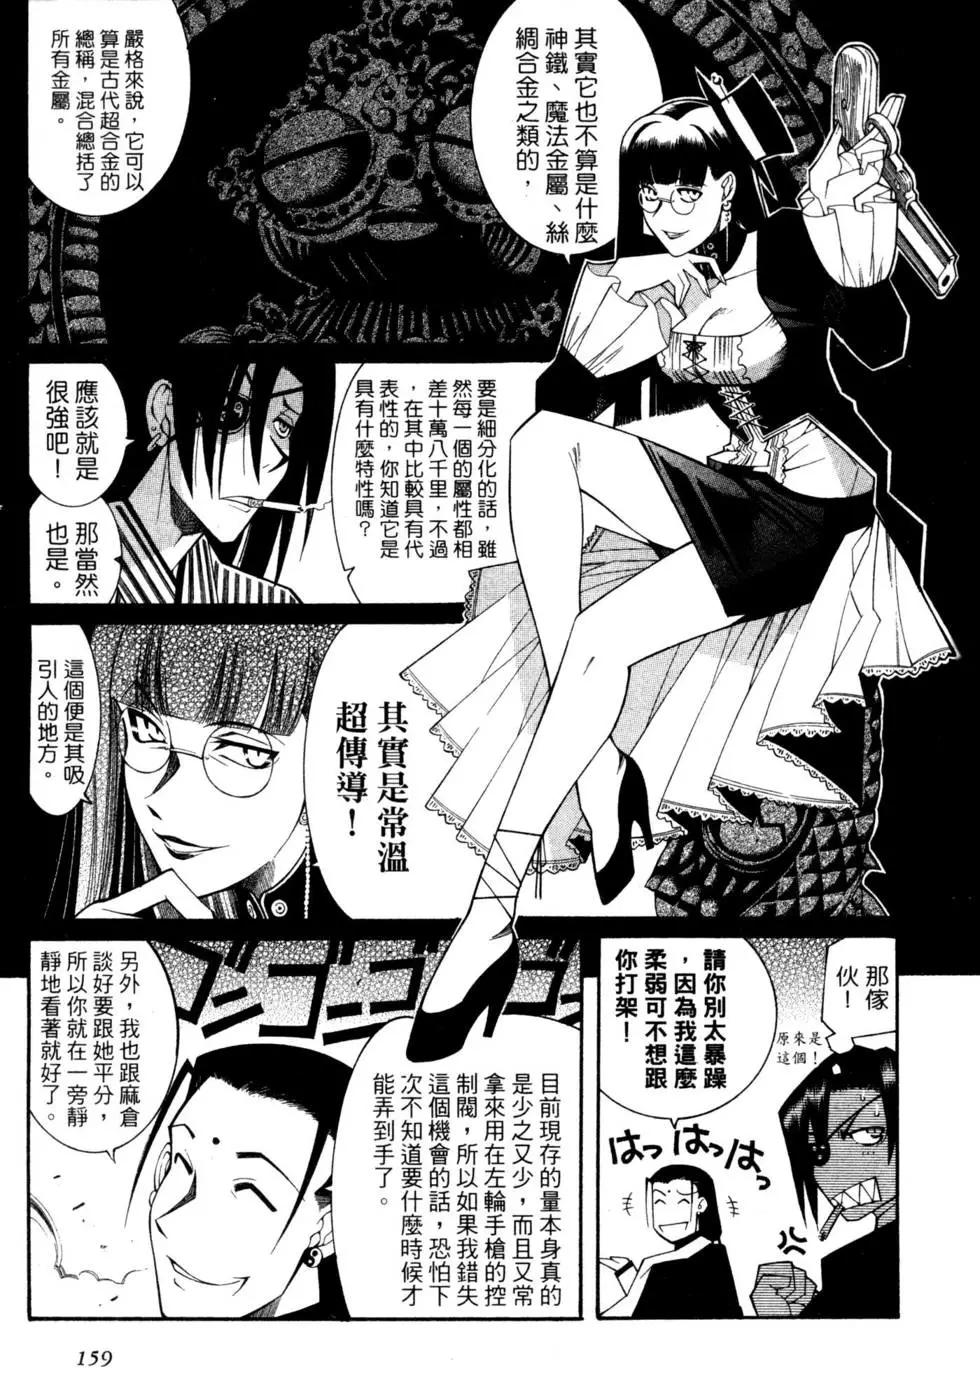 其實它也不算是什麼
神鐵、魔法金屬、絲
綢合金之類的，
嚴格來說，它可以
算是古代超合金的
總稱，混合總括了
所有金屬。
要是細分化的話，雖
然每一個的屬性都相
差十萬八千里，不過
，在其中比較具有代
表性的，你知道它是
具有什麼特性嗎？
應該就是
很強吧！
那當然
也是。
其實是常溫
超傳導！
這個便是其吸
引人的地方。
那傢
伙！
原來是
這個！
請你別太暴躁
，因為我這麼
柔弱可不想跟
你打架！
はっはっはっ
目前現存的量本身真的
是少之又少，而且又常
拿來用在左輪手槍的控
制閥，所以如果我錯失
這個機會的話，恐怕下
次不知道要什麼時候才
能弄到手了。
ゴゴゴゴ
另外，我也跟麻倉
談好要跟她平分，
所以你就在一旁靜
靜地看著就好了。
159